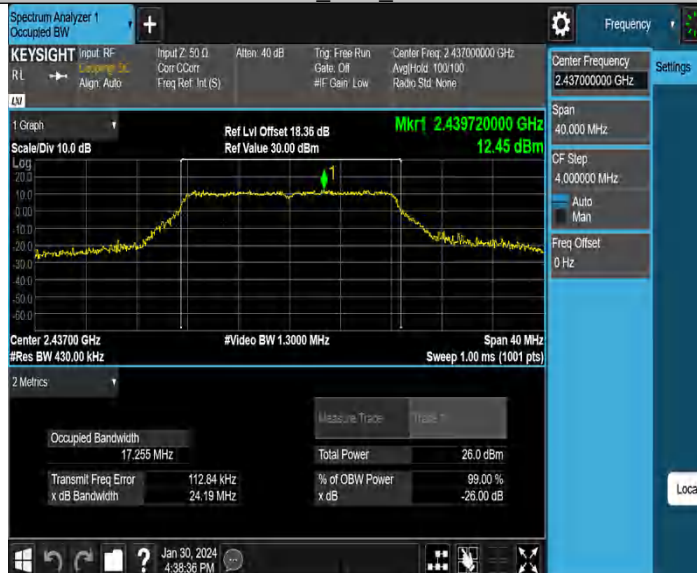 Spectrum Analyzer 1
Occupied BW
+
Frequency
KEYSIGHT
RL
Input: RF
Coupling: DC
Align: Auto
Input Z: 50 Ω
Corr CCorr
Freq Ref: Int (S)
Atten: 40 dB
Trig: Free Run
Gate: Off
#IF Gain: Low
Center Freq: 2.437000000 GHz
Avg|Hold: 100/100
Radio Std: None
LXI
1 Graph
Scale/Div 10.0 dB
Ref Lvl Offset 18.36 dB
Ref Value 30.00 dBm
Mkr1 2.439720000 GHz
12.45 dBm
Log
20.0
10.0
0.00
-10.0
-20.0
-30.0
-40.0
-50.0
-60.0
1
Center 2.43700 GHz
#Res BW 430.00 kHz
#Video BW 1.3000 MHz
Span 40 MHz
Sweep 1.00 ms (1001 pts)
2 Metrics
Measure Trace
Trace 1
Occupied Bandwidth
17.255 MHz
Total Power
26.0 dBm
Transmit Freq Error
112.84 kHz
% of OBW Power
99.00 %
x dB Bandwidth
24.19 MHz
x dB
-26.00 dB
Center Frequency
2.437000000 GHz
Settings
Span
40.000 MHz
CF Step
4.000000 MHz
Auto
Man
Freq Offset
0 Hz
Loca
?
Jan 30, 2024
4:38:36 PM